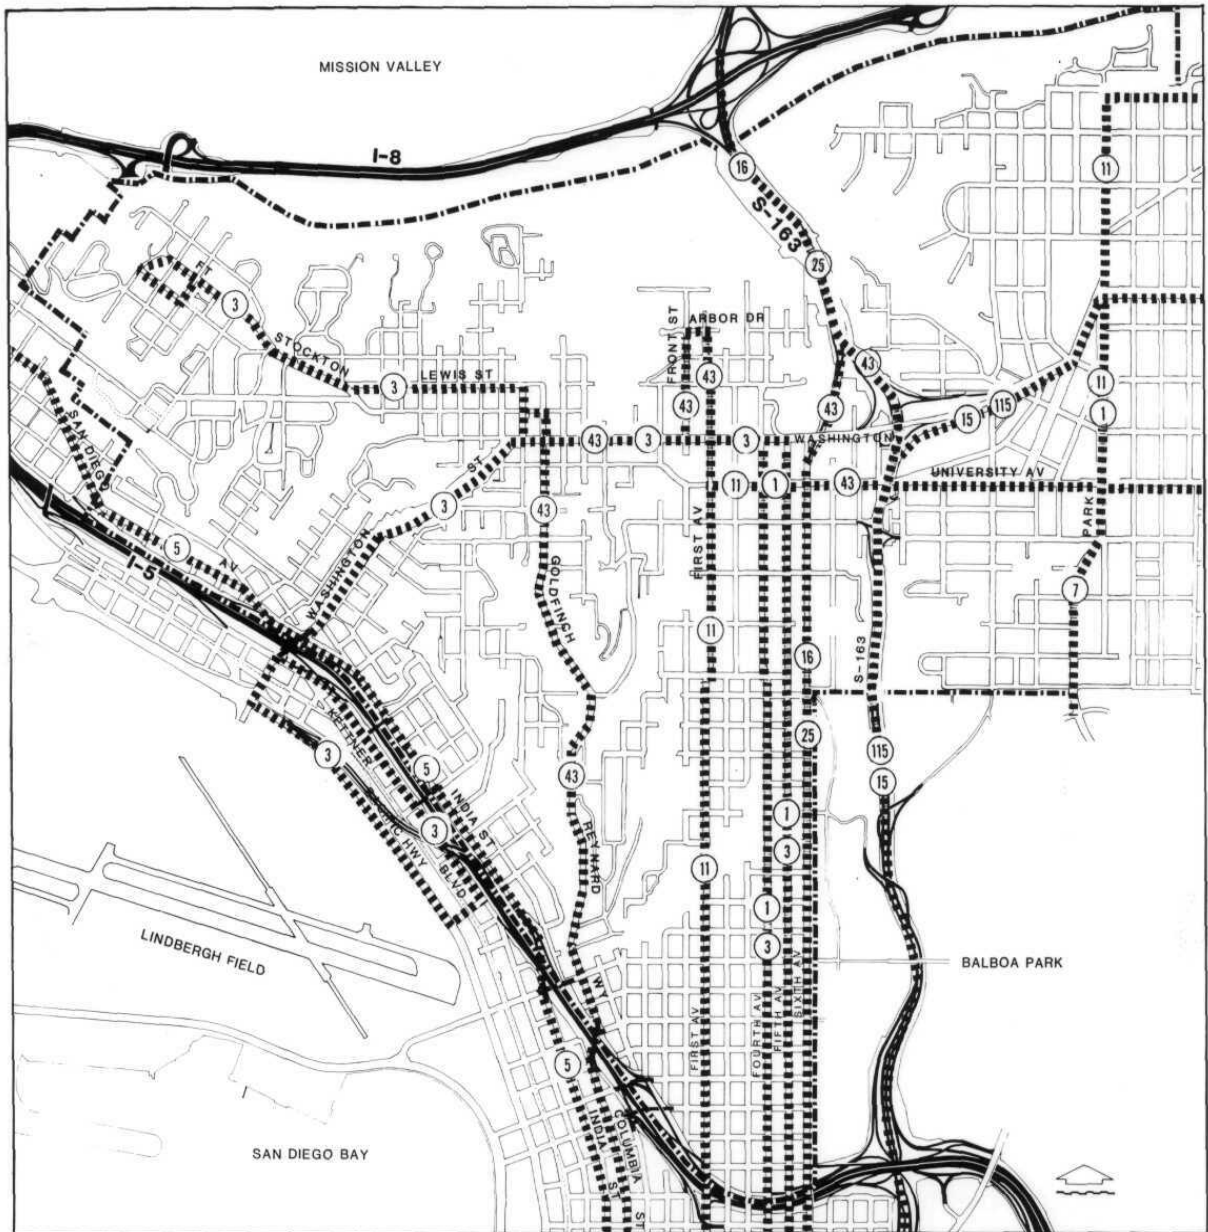 MISSION VALLEY
I-8
16
S-163
11
25
FT.
3
STOCKTON
3
LEWIS ST
FRONT ST
ARBOR DR
43
43
43
43
11
1
SAN DIEGO
AV
5
I-5
WASHINGTON
ST
3
43
3
3
WASHINGTON
15
115
11
1
43
UNIVERSITY AV
PARK
7
43
GOLDFINCH
FIRST AV
11
16
S-163
25
115
15
KETTNER
BLVD
3
3
HWY
5
INDIA ST
43
REYNARD
WY
11
1
3
1
3
LINDBERGH FIELD
BALBOA PARK
FIRST AV
FOURTH AV
FIFTH AV
SIXTH AV
5
INDIA
ST
COLUMBIA
ST
SAN DIEGO BAY